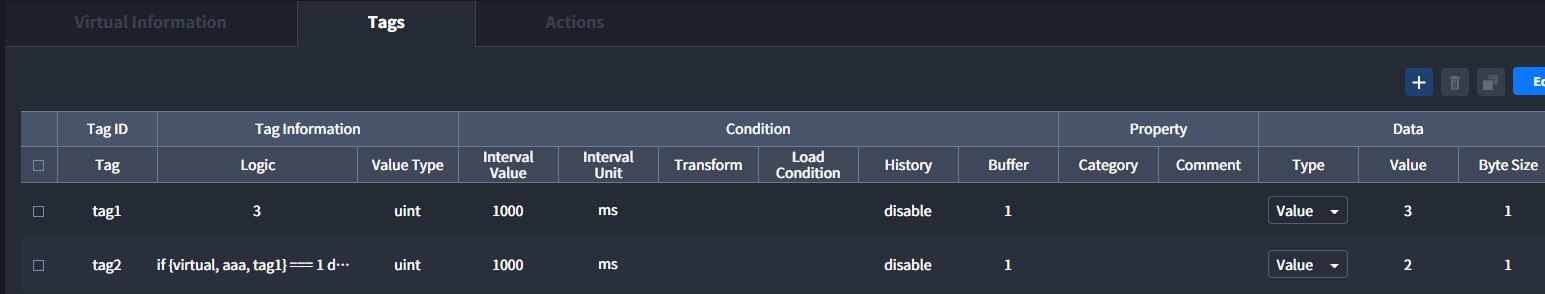 Virtual Information Tags Actions
Tag ID Tag Information Condition Property Data
Tag Logic Value Type Interval Value Interval Unit Transform Load Condition History Buffer Category Comment Type Value Byte Size
tag1 3 uint 1000 ms disable 1 Value 3 1
tag2 if {virtual, aaa, tag1} === 1 d⋯ uint 1000 ms disable 1 Value 2 1